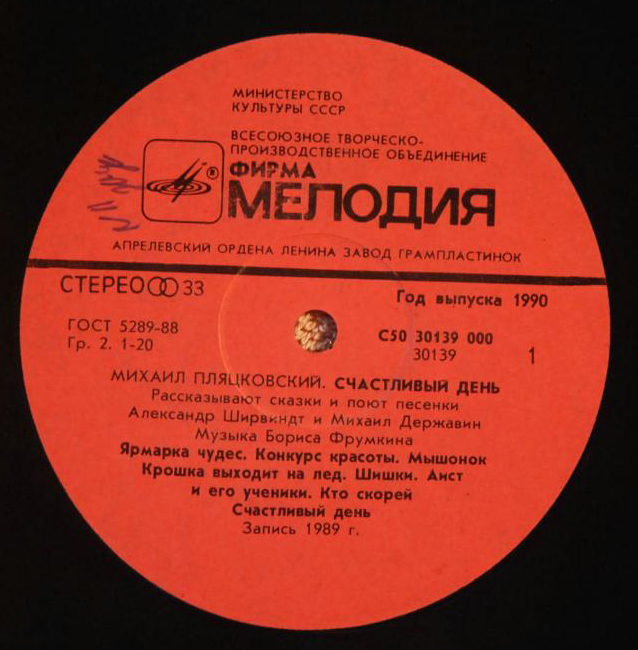 МИНИСТЕРСТВО
КУЛЬТУРЫ СССР
ВСЕСОЮЗНОЕ ТВОРЧЕСКО-
ПРОИЗВОДСТВЕННОЕ ОБЪЕДИНЕНИЕ
ФИРМА
®
МЕЛОДИЯ
АПРЕЛЕВСКИЙ ОРДЕНА ЛЕНИНА ЗАВОД ГРАМПЛАСТИНОК
СТЕРЕО 33
Год выпуска 1990
ГОСТ 5289-88
Гр. 2. 1-20
С50 30139 000
30139
1
МИХАИЛ ПЛЯЦКОВСКИЙ. СЧАСТЛИВЫЙ ДЕНЬ
Рассказывают сказки и поют песенки
Александр Ширвиндт и Михаил Державин
Музыка Бориса Фрумкина
Ярмарка чудес. Конкурс красоты. Мышонок
Крошка выходит на лед. Шишки. Аист
и его ученики. Кто скорей
Счастливый день
Запись 1989 г.